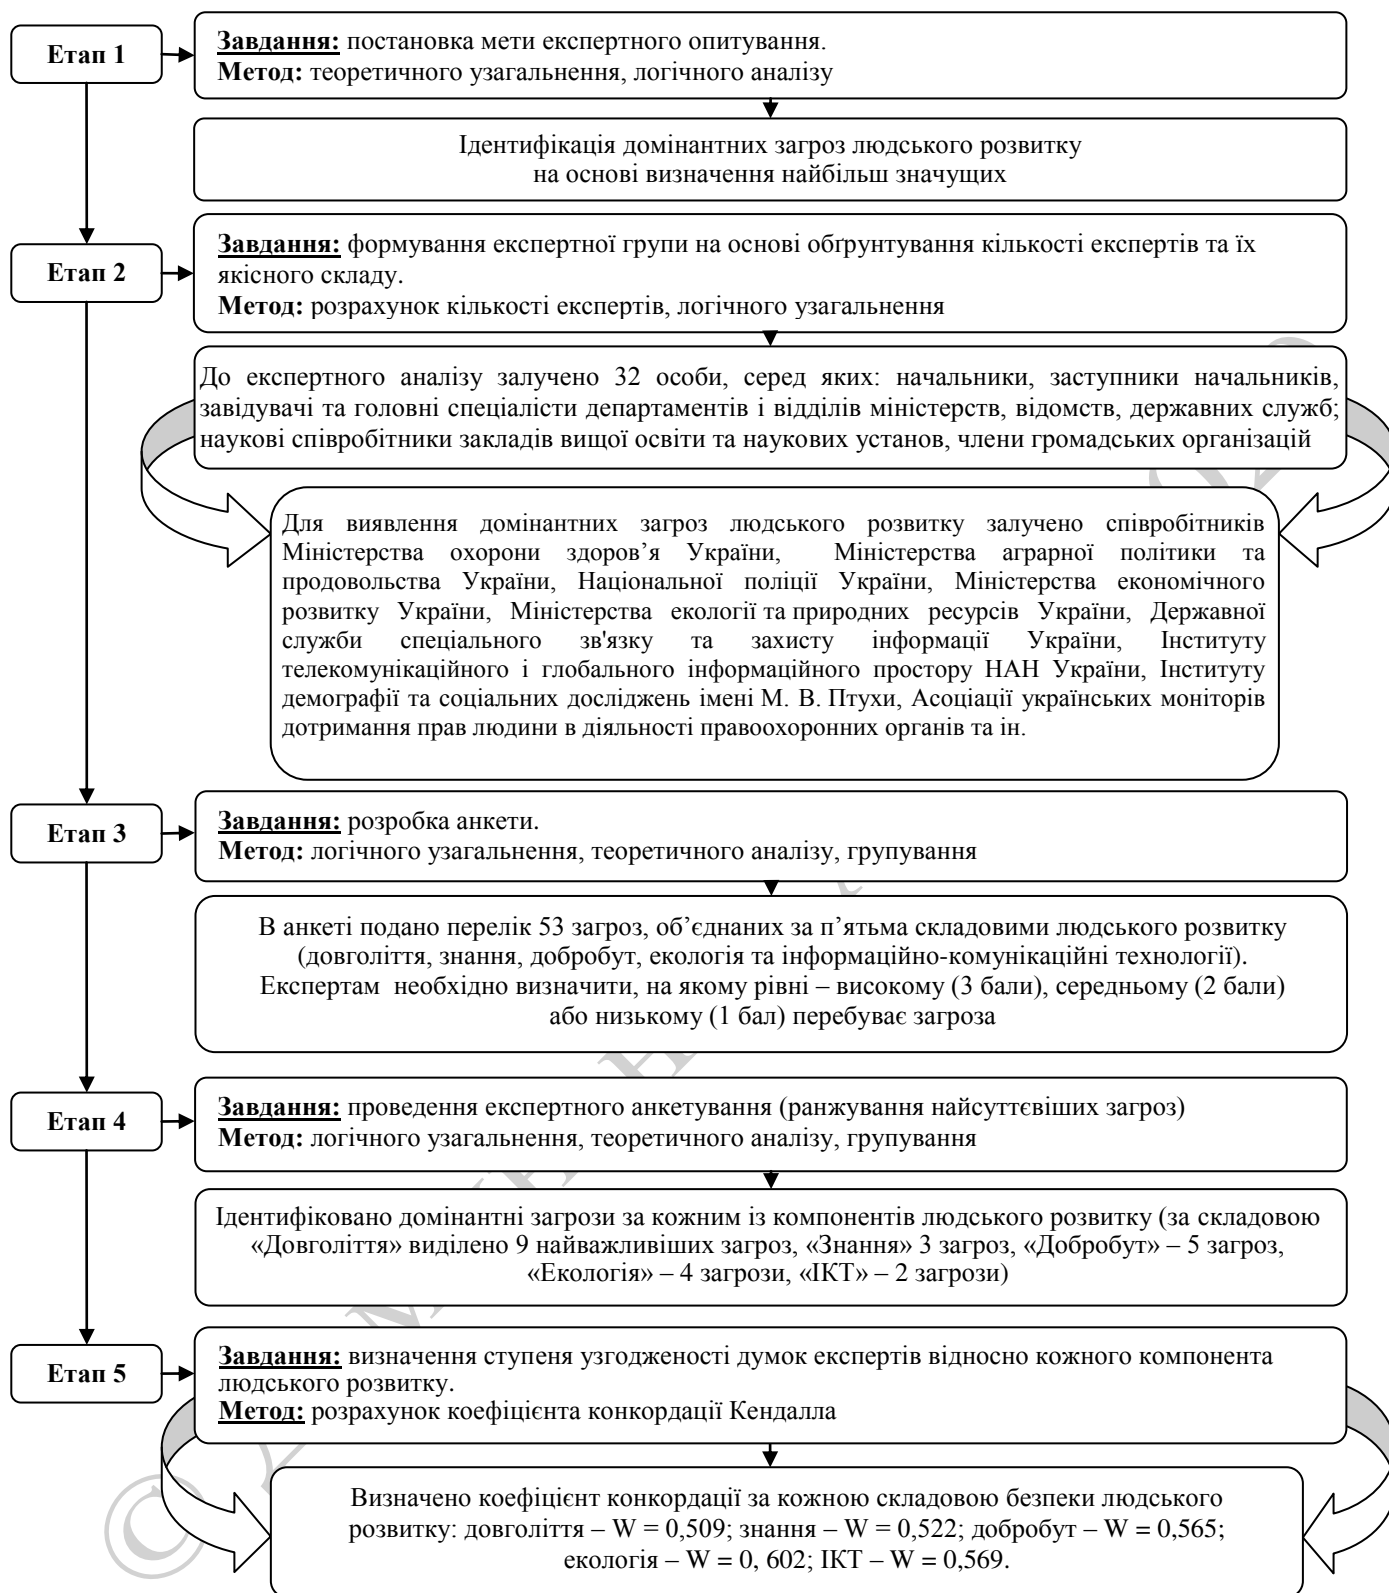 Етап 1
Завдання: постановка мети експертного опитування.
Метод: теоретичного узагальнення, логічного аналізу
Ідентифікація домінантних загроз людського розвитку
на основі визначення найбільш значущих
Етап 2
Завдання: формування експертної групи на основі обґрунтування кількості експертів та їх
якісного складу.
Метод: розрахунок кількості експертів, логічного узагальнення
До експертного аналізу залучено 32 особи, серед яких: начальники, заступники начальників,
завідувачі та головні спеціалісти департаментів і відділів міністерств, відомств, державних служб;
наукові співробітники закладів вищої освіти та наукових установ, члени громадських організацій
Для виявлення домінантних загроз людського розвитку залучено співробітників
Міністерства охорони здоров’я України, Міністерства аграрної політики та
продовольства України, Національної поліції України, Міністерства економічного
розвитку України, Міністерства екології та природних ресурсів України, Державної
служби спеціального зв'язку та захисту інформації України, Інституту
телекомунікаційного і глобального інформаційного простору НАН України, Інституту
демографії та соціальних досліджень імені М. В. Птухи, Асоціації українських моніторів
дотримання прав людини в діяльності правоохоронних органів та ін.
Етап 3
Завдання: розробка анкети.
Метод: логічного узагальнення, теоретичного аналізу, групування
В анкеті подано перелік 53 загроз, об’єднаних за п’ятьма складовими людського розвитку
(довголіття, знання, добробут, екологія та інформаційно-комунікаційні технології).
Експертам необхідно визначити, на якому рівні – високому (3 бали), середньому (2 бали)
або низькому (1 бал) перебуває загроза
Етап 4
Завдання: проведення експертного анкетування (ранжування найсуттєвіших загроз)
Метод: логічного узагальнення, теоретичного аналізу, групування
Ідентифіковано домінантні загрози за кожним із компонентів людського розвитку (за складовою
«Довголіття» виділено 9 найважливіших загроз, «Знання» 3 загроз, «Добробут» – 5 загроз,
«Екологія» – 4 загрози, «ІКТ» – 2 загрози)
Етап 5
Завдання: визначення ступеня узгодженості думок експертів відносно кожного компонента
людського розвитку.
Метод: розрахунок коефіцієнта конкордації Кендалла
Визначено коефіцієнт конкордації за кожною складовою безпеки людського
розвитку: довголіття – W = 0,509; знання – W = 0,522; добробут – W = 0,565;
екологія – W = 0, 602; ІКТ – W = 0,569.